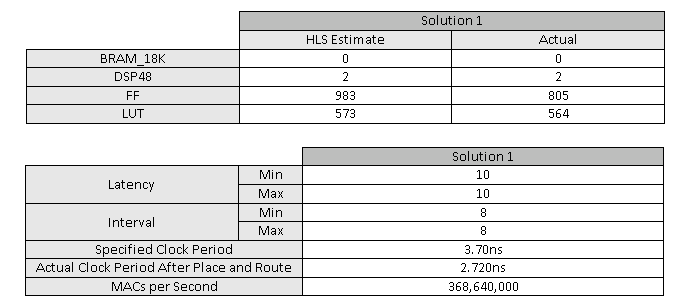 Solution 1
HLS Estimate Actual
BRAM_18K 0 0
DSP48 2 2
FF 983 805
LUT 573 564
Solution 1
Latency Min 10
Max 10
Interval Min 8
Max 8
Specified Clock Period 3.70ns
Actual Clock Period After Place and Route 2.720ns
MACs per Second 368,640,000